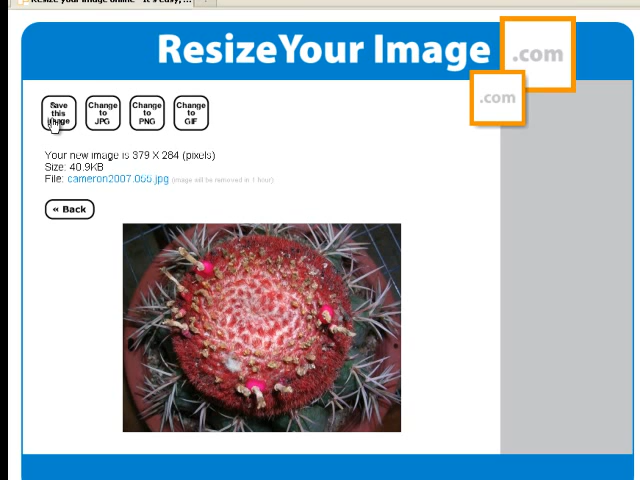 Resize your image online - It's easy, ...
ResizeYour Image .com
.com
Save this image
Change to JPG
Change to PNG
Change to GIF
Your new image is 379 X 284 (pixels)
Size: 40.9KB
File: cameron2007.055.jpg (image will be removed in 1 hour)
« Back